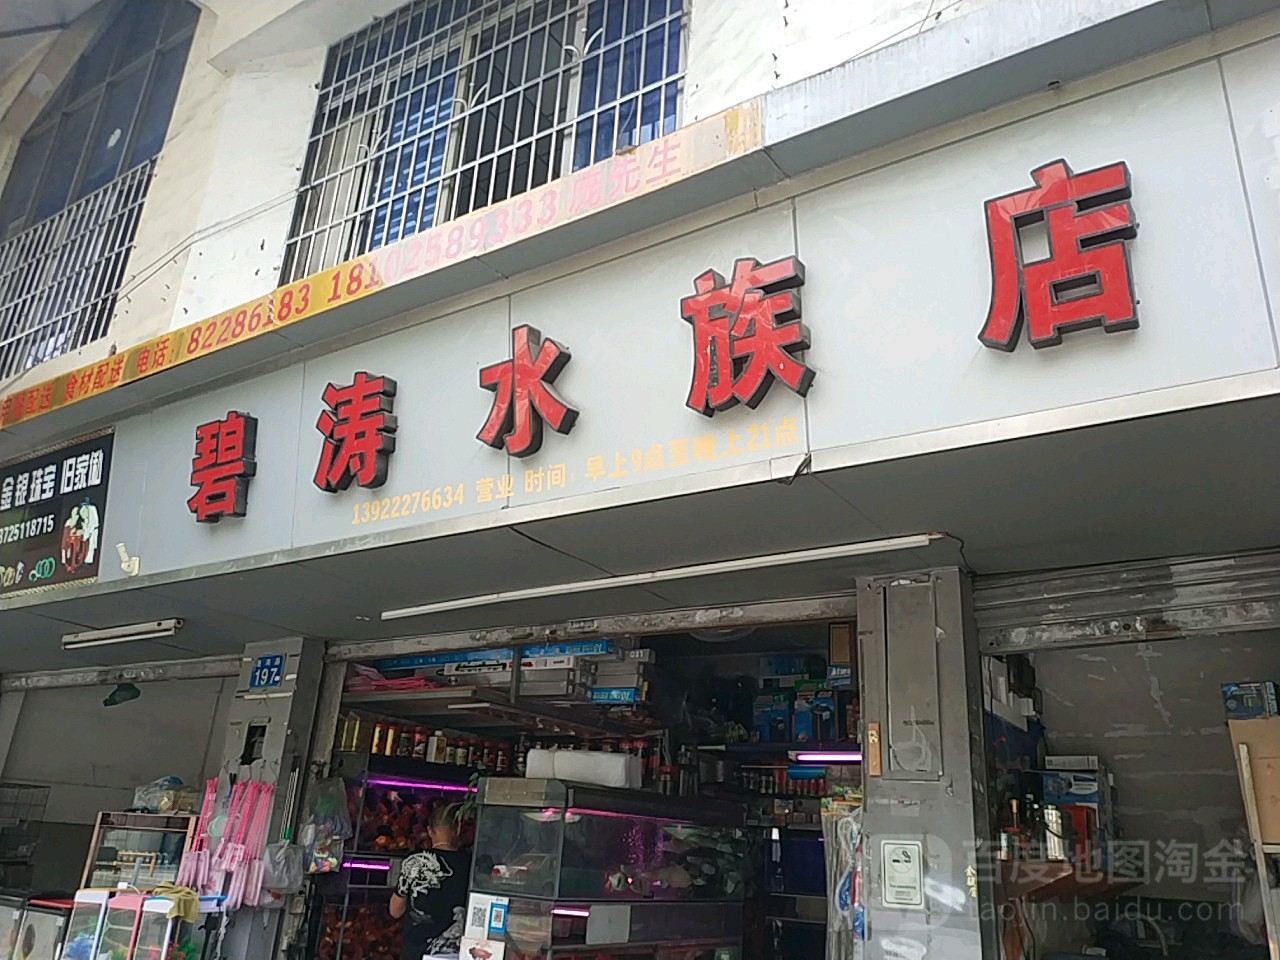 配送 食材配送 电话：82286183 18102589333 先生
碧涛水族店
13922276634 营业 时间：早上9点至晚上21点
金银珠宝 旧家俬
3725118715
197
百度地图淘金
taojin.baidu.com